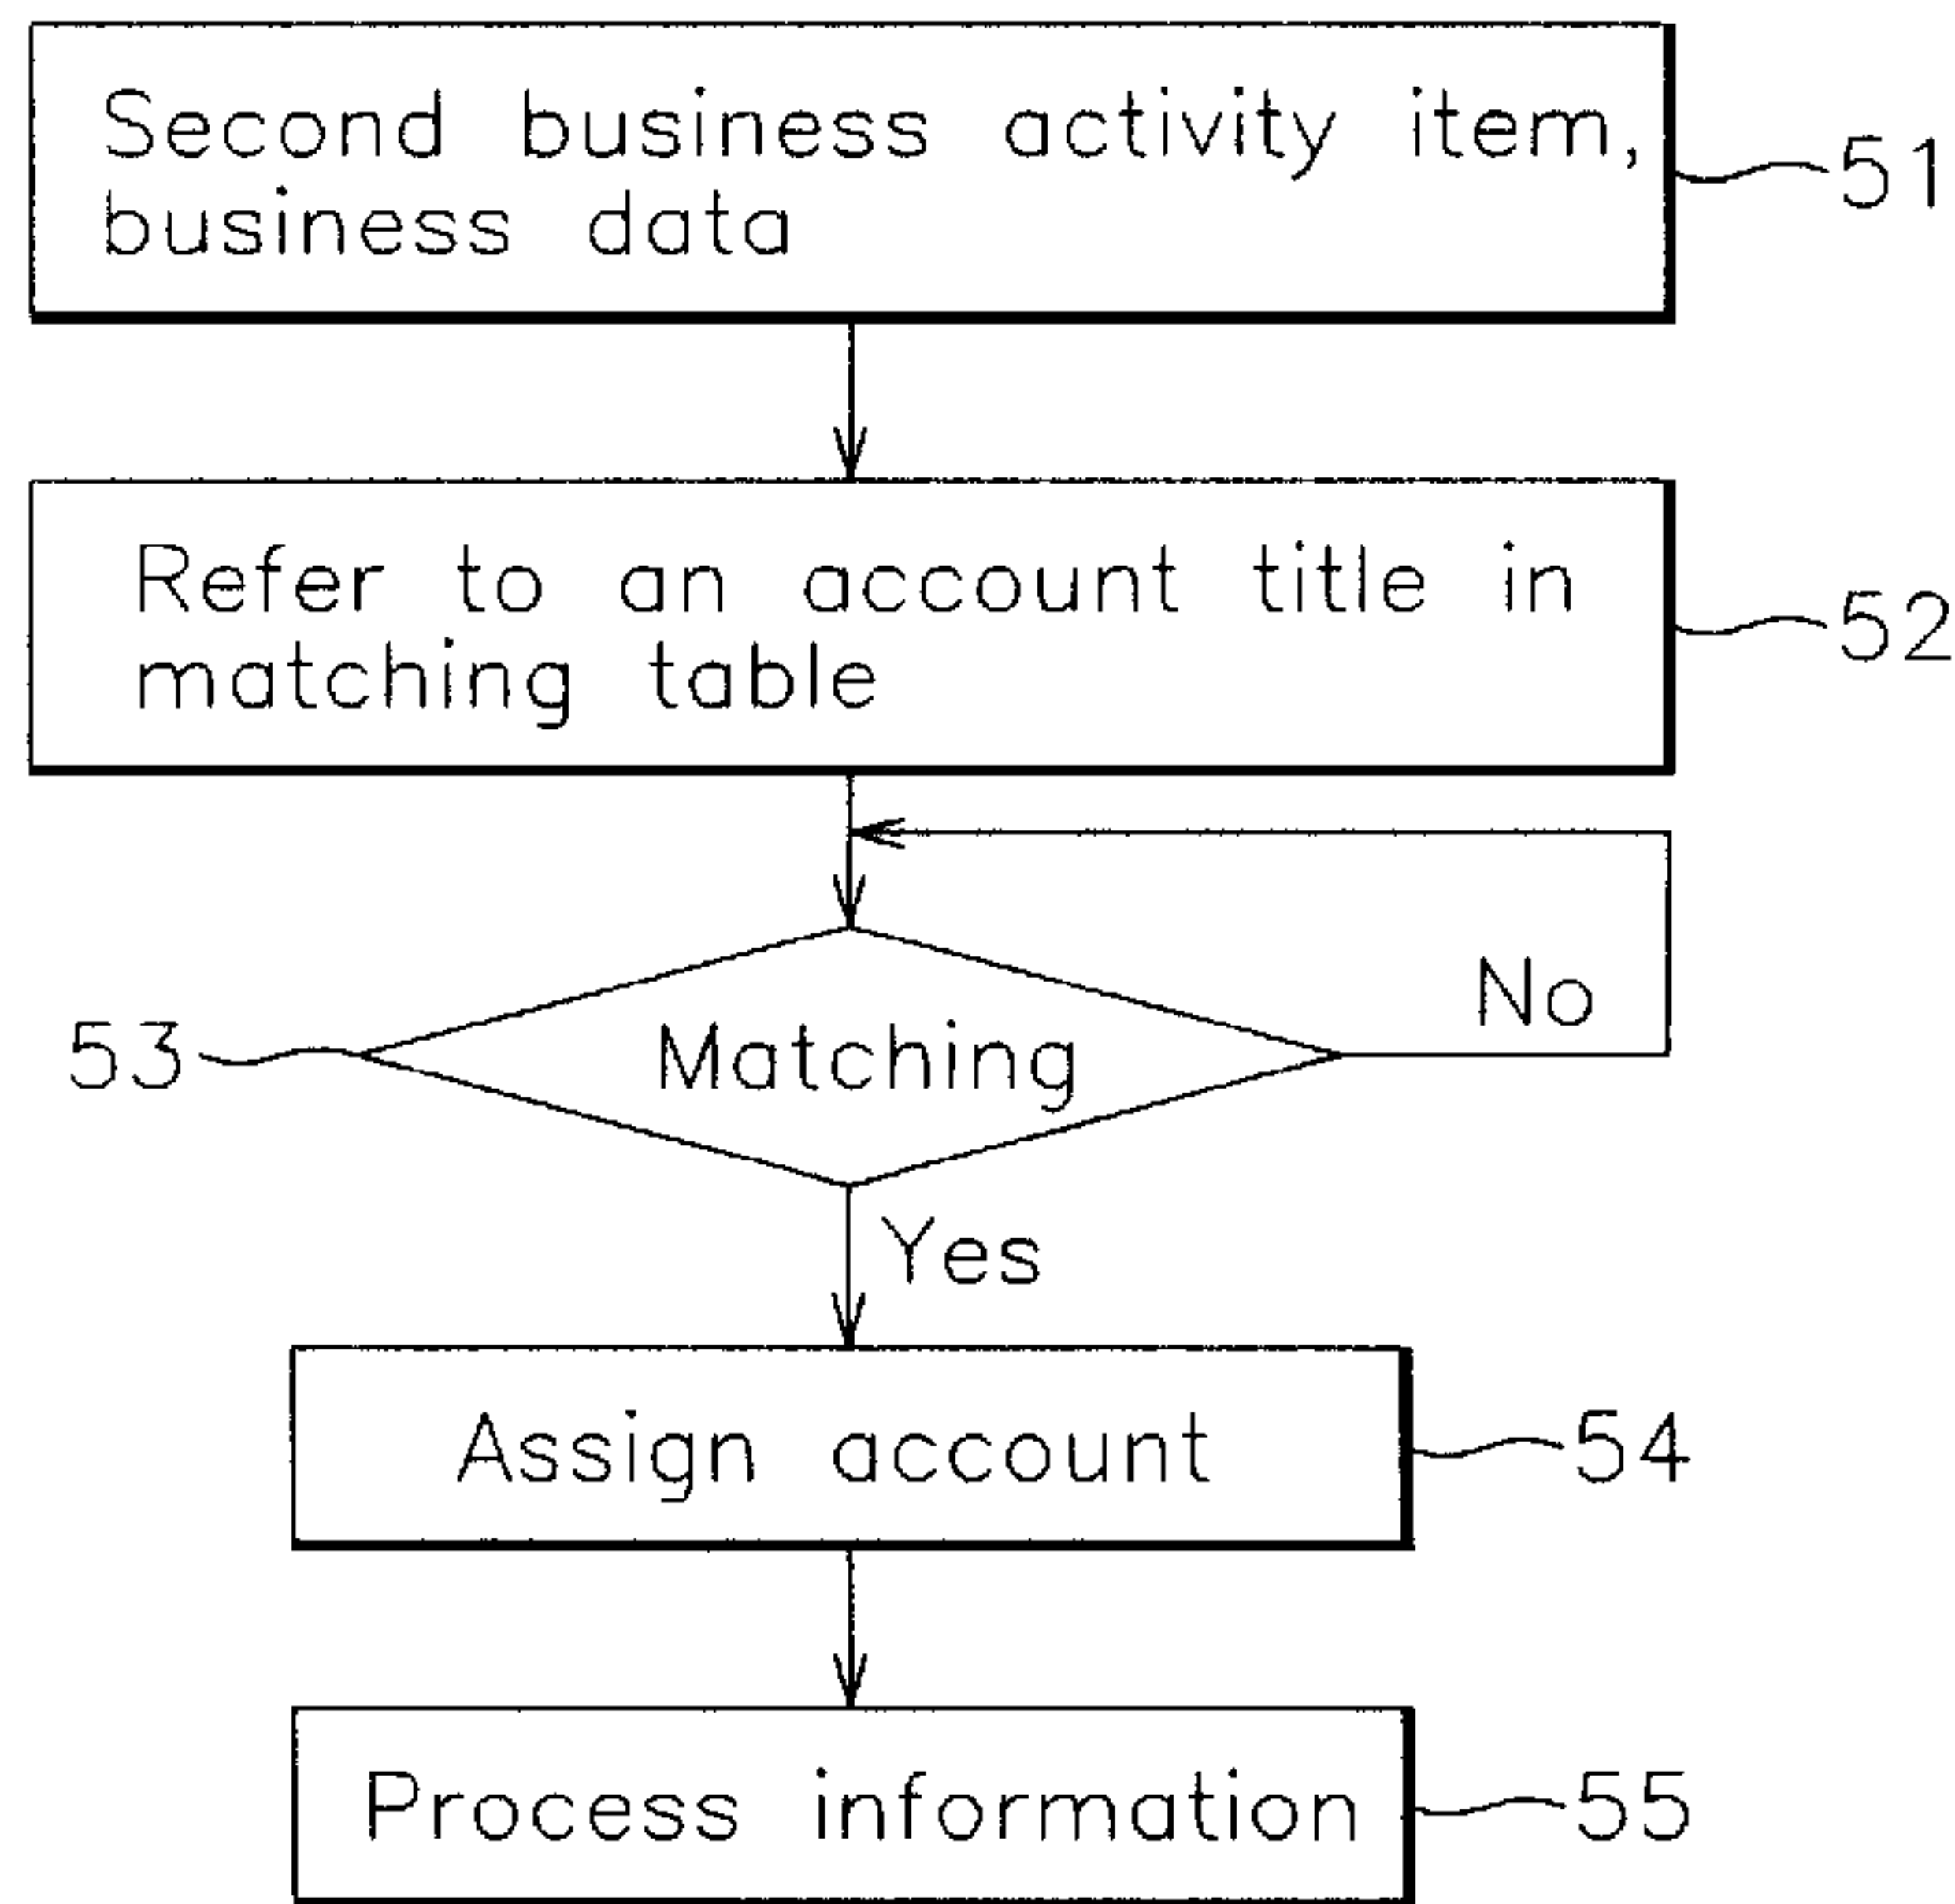 Second business activity item,
business data
51
Refer to an account title in
matching table
52
No
53
Matching
Yes
Assign account
54
Process information
55